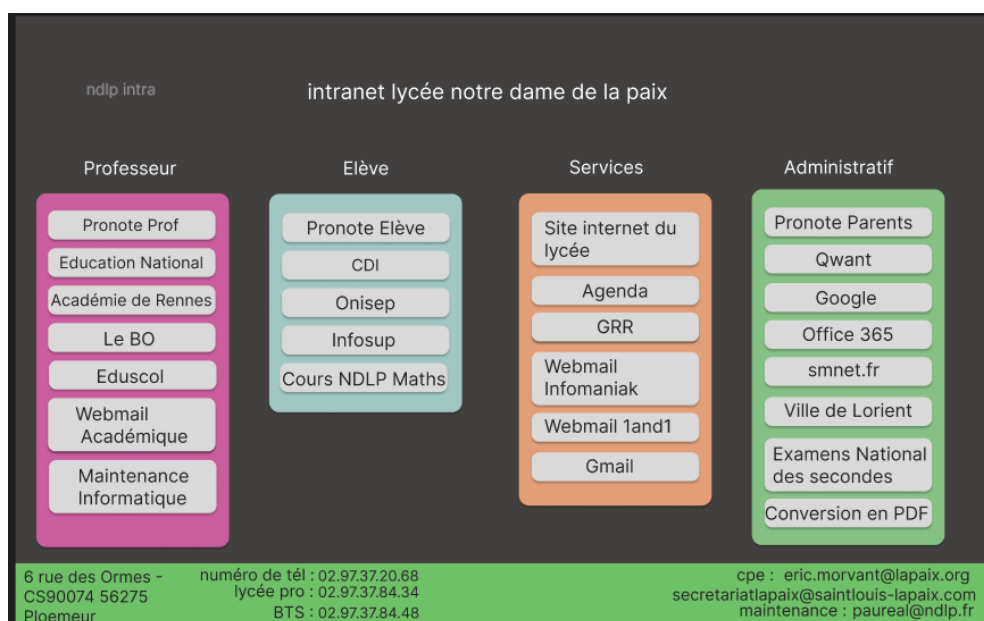 ndlp intra
intranet lycée notre dame de la paix
Professeur
Pronote Prof
Education National
Académie de Rennes
Le BO
Eduscol
Webmail
Académique
Maintenance
Informatique
Elève
Pronote Elève
CDI
Onisep
Infosup
Cours NDLP Maths
Services
Site internet du
lycée
Agenda
GRR
Webmail
Infomaniak
Webmail 1and1
Gmail
Administratif
Pronote Parents
Qwant
Google
Office 365
smnet.fr
Ville de Lorient
Examens National
des secondes
Conversion en PDF
6 rue des Ormes -
CS90074 56275
Ploemeur
numéro de tél : 02.97.37.20.68
lycée pro : 02.97.37.84.34
BTS : 02.97.37.84.48
cpe : eric.morvant@lapaix.org
secretariatlapaix@saintlouis-lapaix.com
maintenance : paureal@ndlp.fr